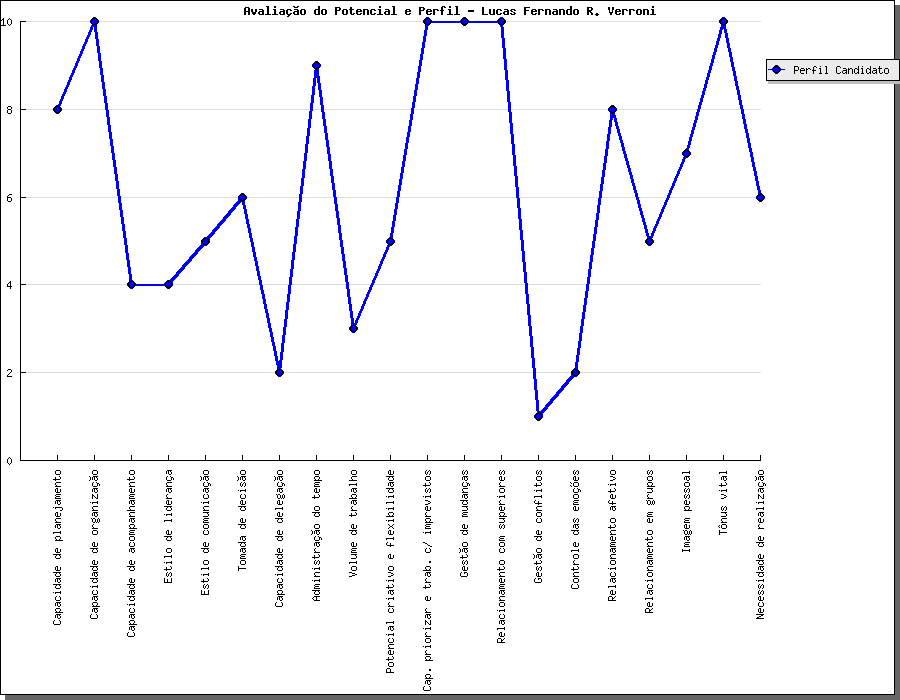 Avaliação do Potencial e Perfil - Lucas Fernando R. Verroni
Perfil Candidato
10
8
6
4
2
0
Capacidade de planejamento
Capacidade de organização
Capacidade de acompanhamento
Estilo de liderança
Estilo de comunicação
Tomada de decisão
Capacidade de delegação
Administração do tempo
Volume de trabalho
Potencial criativo e flexibilidade
Cap. priorizar e trab. c/ imprevistos
Gestão de mudanças
Relacionamento com superiores
Gestão de conflitos
Controle das emoções
Relacionamento afetivo
Relacionamento em grupos
Imagem pessoal
Tônus vital
Necessidade de realização